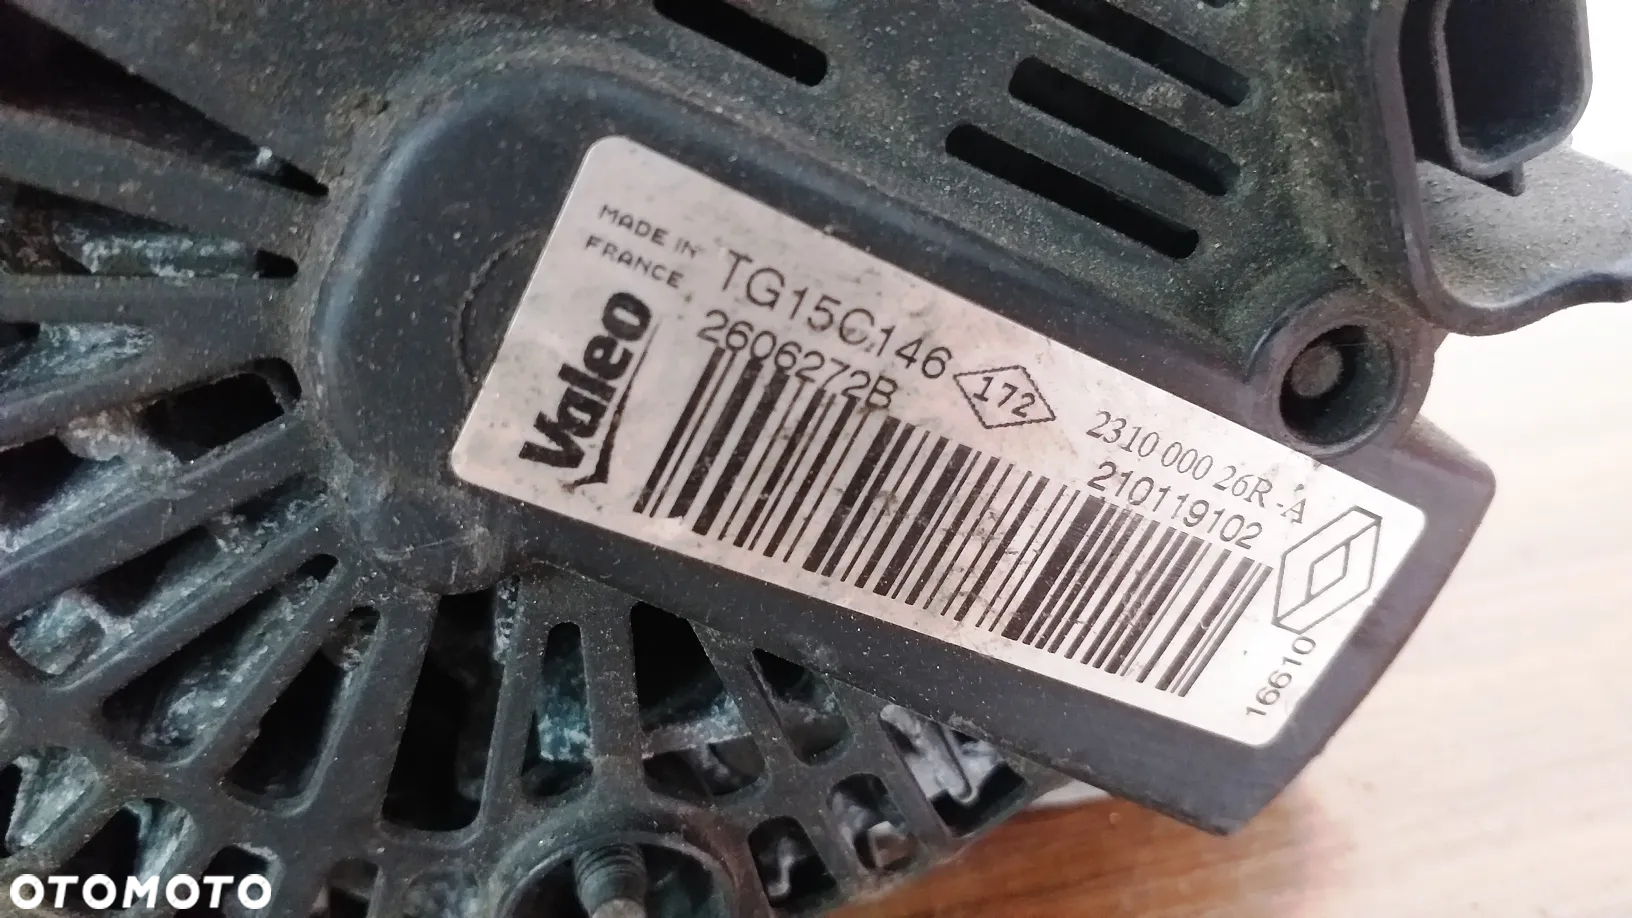 MADE IN
FRANCE
Valeo
TG15C146
2606272B
172
2310 000 26R-A
210119102
16610
OTOMOTO